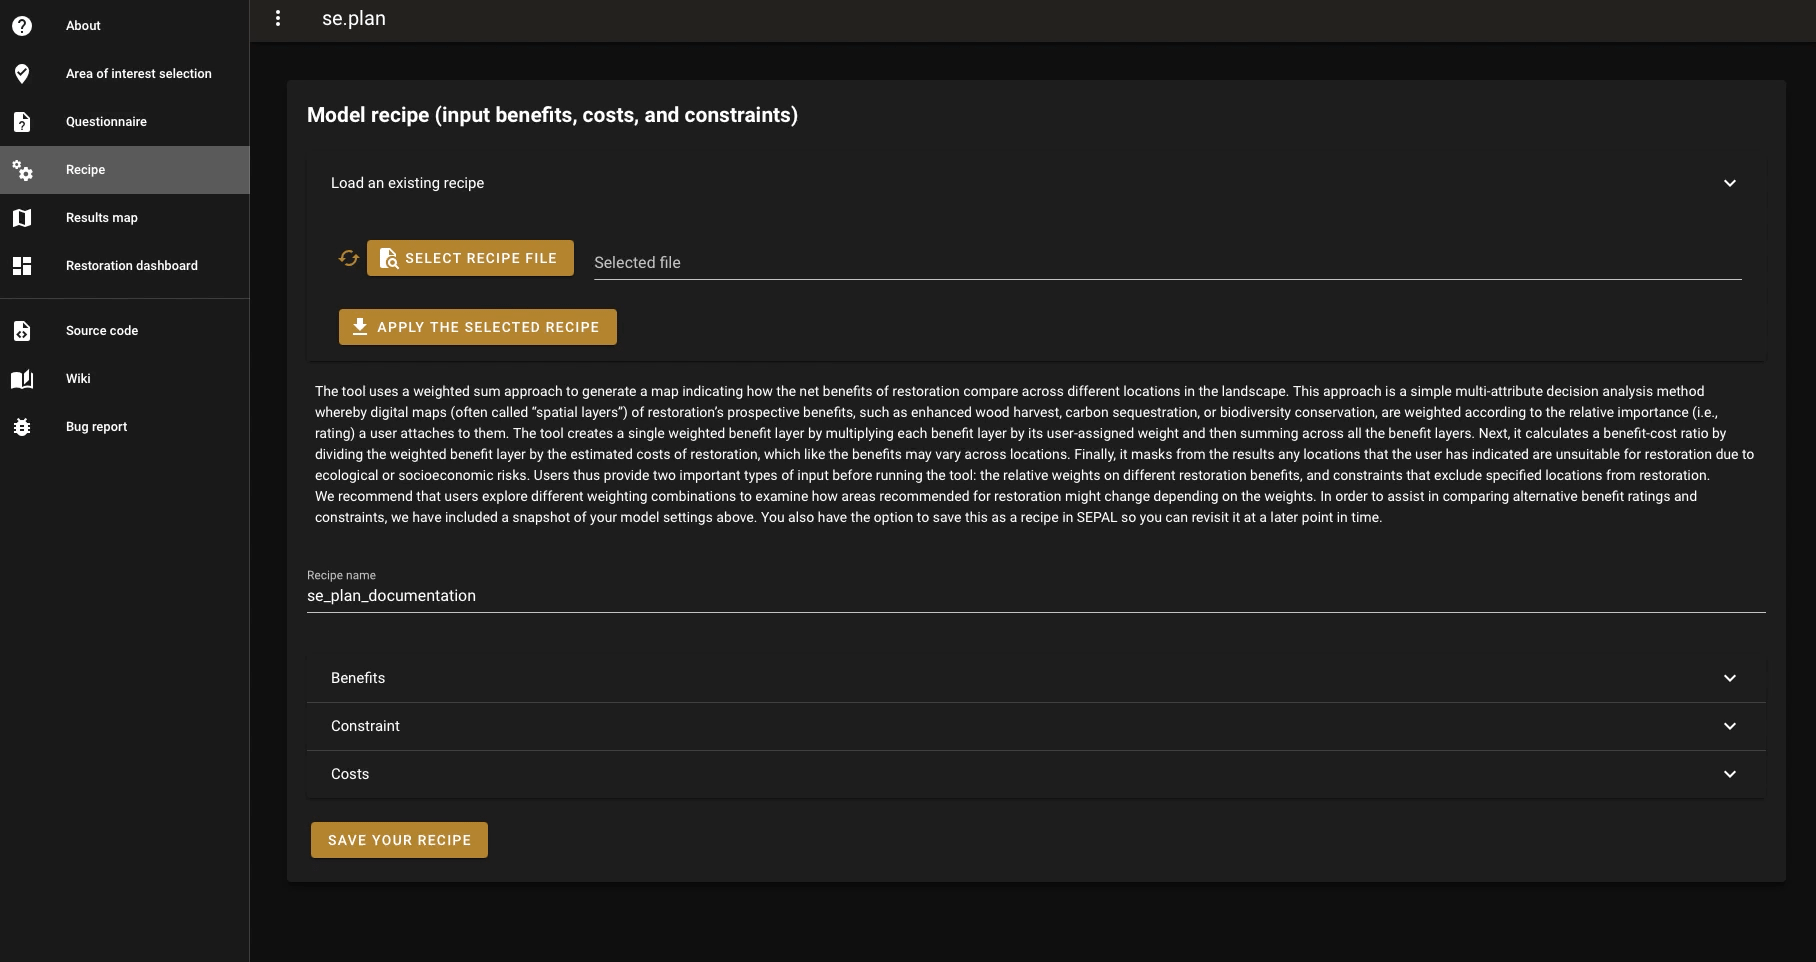 About
Area of interest selection
Questionnaire
Recipe
Results map
Restoration dashboard
Source code
Wiki
Bug report
se.plan
Model recipe (input benefits, costs, and constraints)
Load an existing recipe
SELECT RECIPE FILE
Selected file
APPLY THE SELECTED RECIPE
The tool uses a weighted sum approach to generate a map indicating how the net benefits of restoration compare across different locations in the landscape. This approach is a simple multi-attribute decision analysis method
whereby digital maps (often called “spatial layers“) of restoration’s prospective benefits, such as enhanced wood harvest, carbon sequestration, or biodiversity conservation, are weighted according to the relative importance (i.e.,
rating) a user attaches to them. The tool creates a single weighted benefit layer by multiplying each benefit layer by its user-assigned weight and then summing across all the benefit layers. Next, it calculates a benefit-cost ratio by
dividing the weighted benefit layer by the estimated costs of restoration, which like the benefits may vary across locations. Finally, it masks from the results any locations that the user has indicated are unsuitable for restoration due to
ecological or socioeconomic risks. Users thus provide two important types of input before running the tool: the relative weights on different restoration benefits, and constraints that exclude specified locations from restoration.
We recommend that users explore different weighting combinations to examine how areas recommended for restoration might change depending on the weights. In order to assist in comparing alternative benefit ratings and
constraints, we have included a snapshot of your model settings above. You also have the option to save this as a recipe in SEPAL so you can revisit it at a later point in time.
Recipe name
se_plan_documentation
Benefits
Constraint
Costs
SAVE YOUR RECIPE